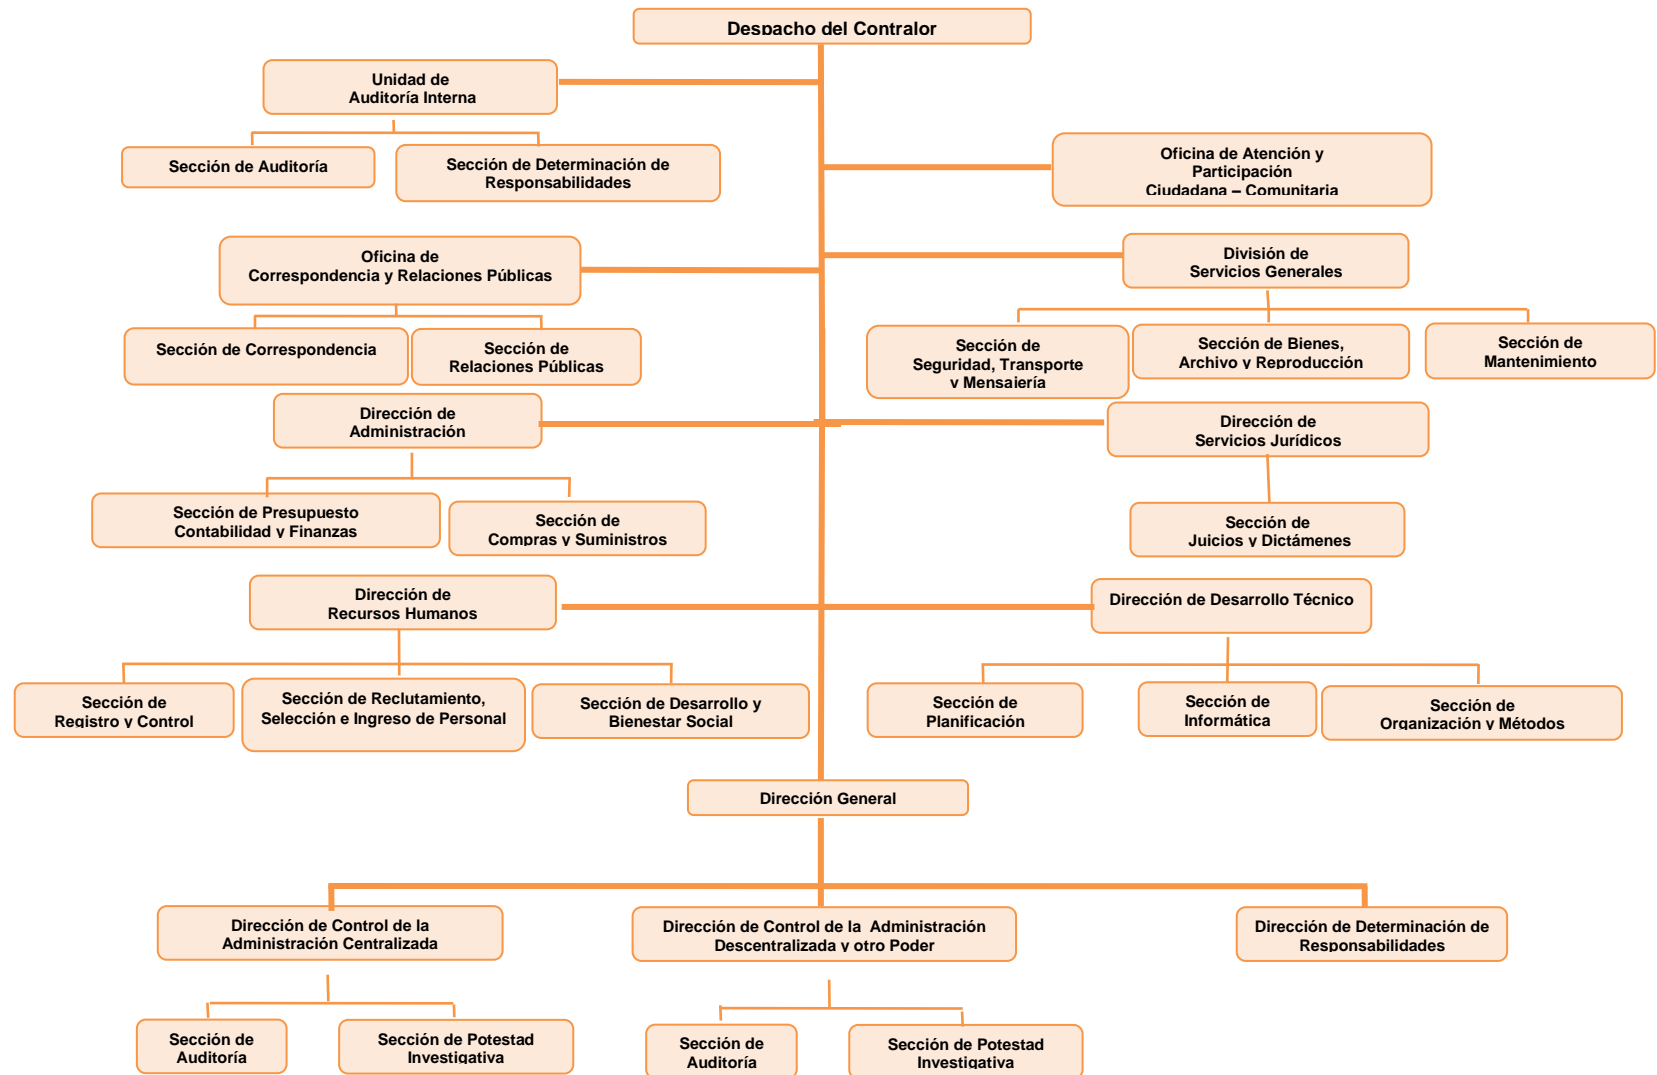 Despacho del Contralor
Unidad de
Auditoría Interna
Sección de Auditoría
Sección de Determinación de
Responsabilidades
Oficina de Atención y
Participación
Ciudadana – Comunitaria
Oficina de
Correspondencia y Relaciones Públicas
División de
Servicios Generales
Sección de Correspondencia
Sección de
Relaciones Públicas
Sección de
Seguridad, Transporte
y Mensajería
Sección de Bienes,
Archivo y Reproducción
Sección de
Mantenimiento
Dirección de
Administración
Dirección de
Servicios Jurídicos
Sección de Presupuesto
Contabilidad y Finanzas
Sección de
Compras y Suministros
Sección de
Juicios y Dictámenes
Dirección de
Recursos Humanos
Dirección de Desarrollo Técnico
Sección de
Registro y Control
Sección de Reclutamiento,
Selección e Ingreso de Personal
Sección de Desarrollo y
Bienestar Social
Sección de
Planificación
Sección de
Informática
Sección de
Organización y Métodos
Dirección General
Dirección de Control de la
Administración Centralizada
Dirección de Control de la Administración
Descentralizada y otro Poder
Dirección de Determinación de
Responsabilidades
Sección de
Auditoría
Sección de Potestad
Investigativa
Sección de
Auditoría
Sección de Potestad
Investigativa